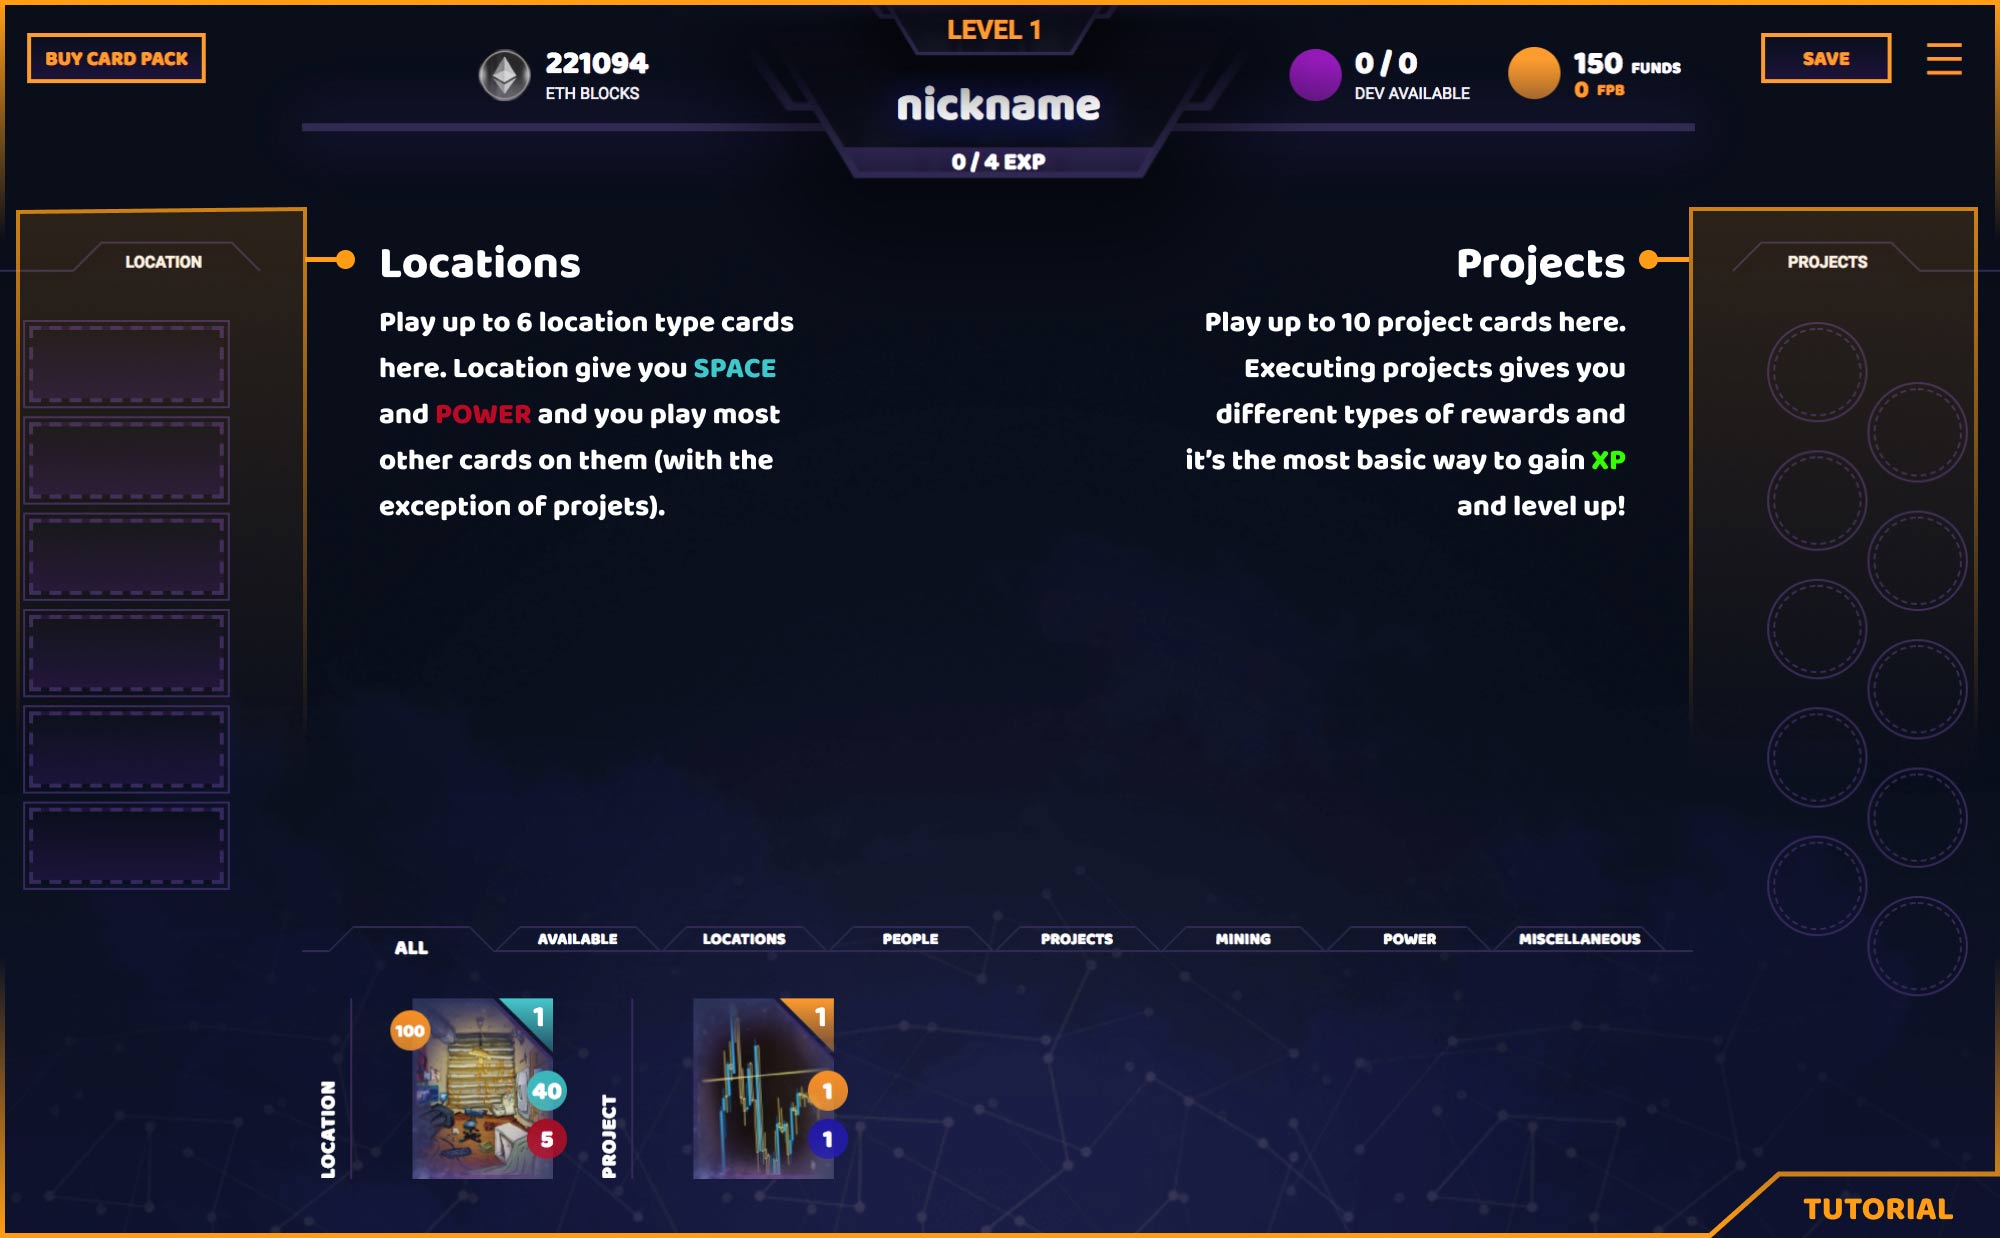 LEVEL 1
BUY CARD PACK
221094
ETH BLOCKS
nickname
0 / 4 EXP
0 / 0
DEV AVAILABLE
150 FUNDS
0 FPB
SAVE
LOCATION
Locations
Play up to 6 location type cards
here. Location give you SPACE
and POWER and you play most
other cards on them (with the
exception of projets).
Projects
Play up to 10 project cards here.
Executing projects gives you
different types of rewards and
it's the most basic way to gain XP
and level up!
PROJECTS
ALL
AVAILABLE
LOCATIONS
PEOPLE
PROJECTS
MINING
POWER
MISCELLANEOUS
LOCATION
100
1
40
5
PROJECT
1
1
1
TUTORIAL